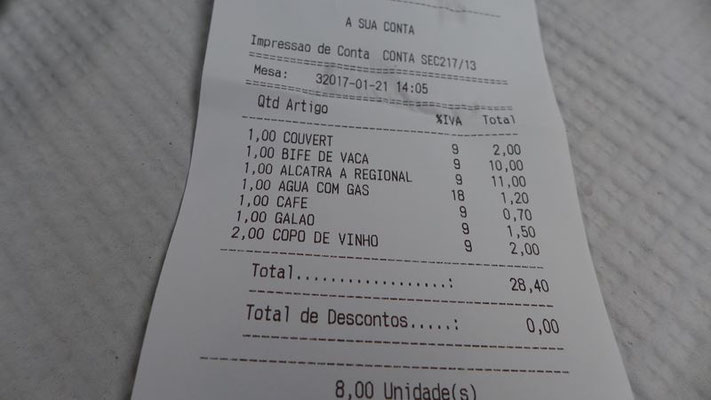 A SUA CONTA
Impressao de Conta CONTA SEC217/13
Mesa: 32017-01-21 14:05
Qtd Artigo %IVA Total
1,00 COUVERT 9 2,00
1,00 BIFE DE VACA 9 10,00
1,00 ALCATRA A REGIONAL 9 11,00
1,00 AGUA COM GAS 18 1,20
1,00 CAFE 9 0,70
1,00 GALAO 9 1,50
2,00 COPO DE VINHO 9 2,00
Total..................: 28,40
Total de Descontos.....: 0,00
8,00 Unidade(s)